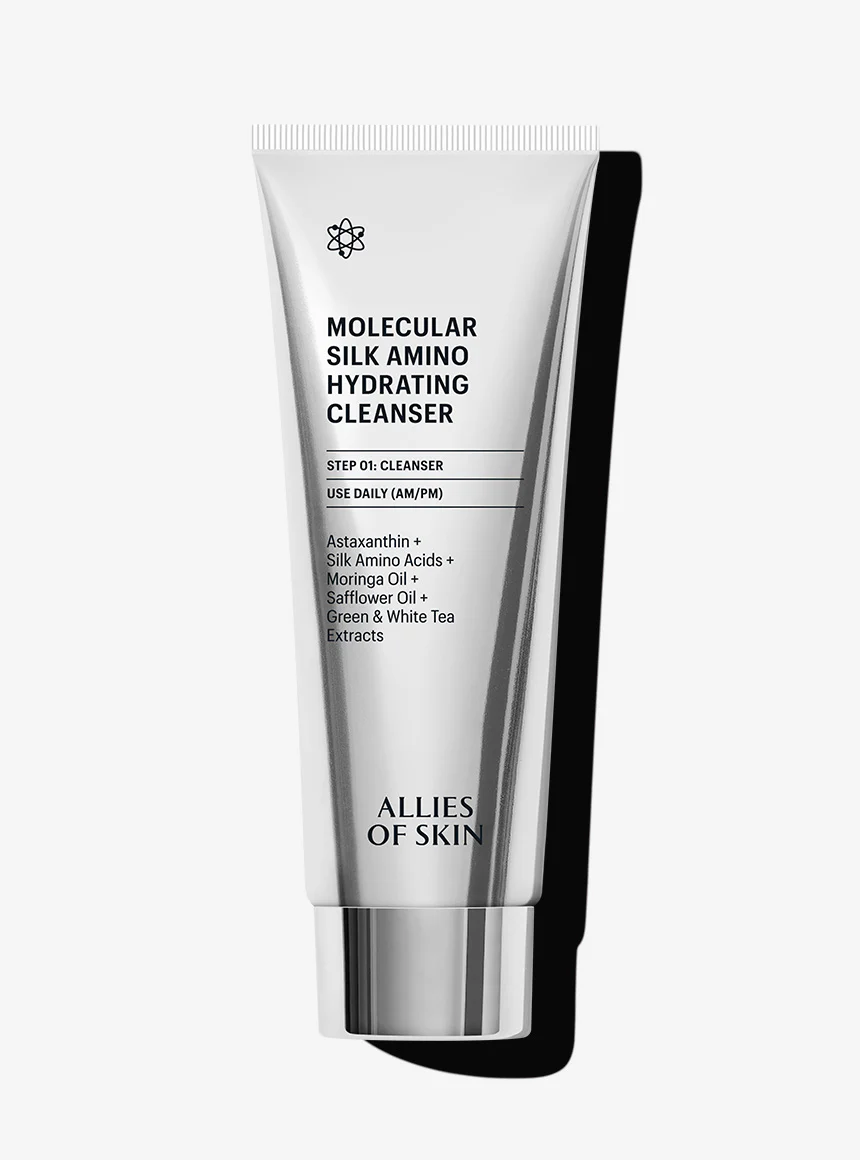 MOLECULAR
SILK AMINO
HYDRATING
CLEANSER
STEP 01: CLEANSER
USE DAILY (AM/PM)
Astaxanthin +
Silk Amino Acids +
Moringa Oil +
Safflower Oil +
Green & White Tea
Extracts
ALLIES
OF SKIN